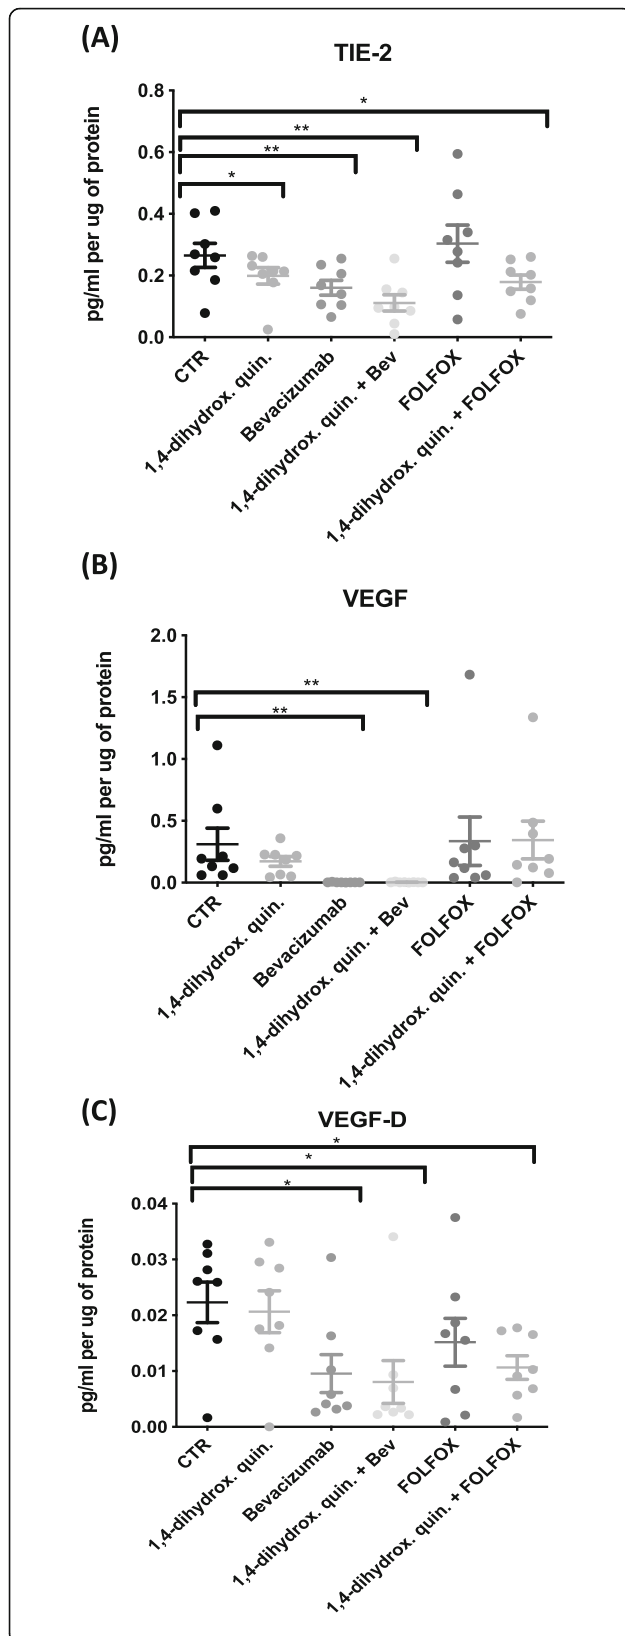 (A)
TIE-2
pg/ml per ug of protein
0.8
0.6
0.4
0.2
0.0
*
**
**
*
CTR
1,4-dihydrox. quin.
Bevacizumab
1,4-dihydrox. quin. + Bev
FOLFOX
1,4-dihydrox. quin. + FOLFOX
(B)
VEGF
pg/ml per ug of protein
2.0
1.5
1.0
0.5
0.0
**
**
CTR
1,4-dihydrox. quin.
Bevacizumab
1,4-dihydrox. quin. + Bev
FOLFOX
1,4-dihydrox. quin. + FOLFOX
(C)
VEGF-D
pg/ml per ug of protein
*
*
*
0.04
0.03
0.02
0.01
0.00
CTR
1,4-dihydrox. quin.
Bevacizumab
1,4-dihydrox. quin. + Bev
FOLFOX
1,4-dihydrox. quin. + FOLFOX